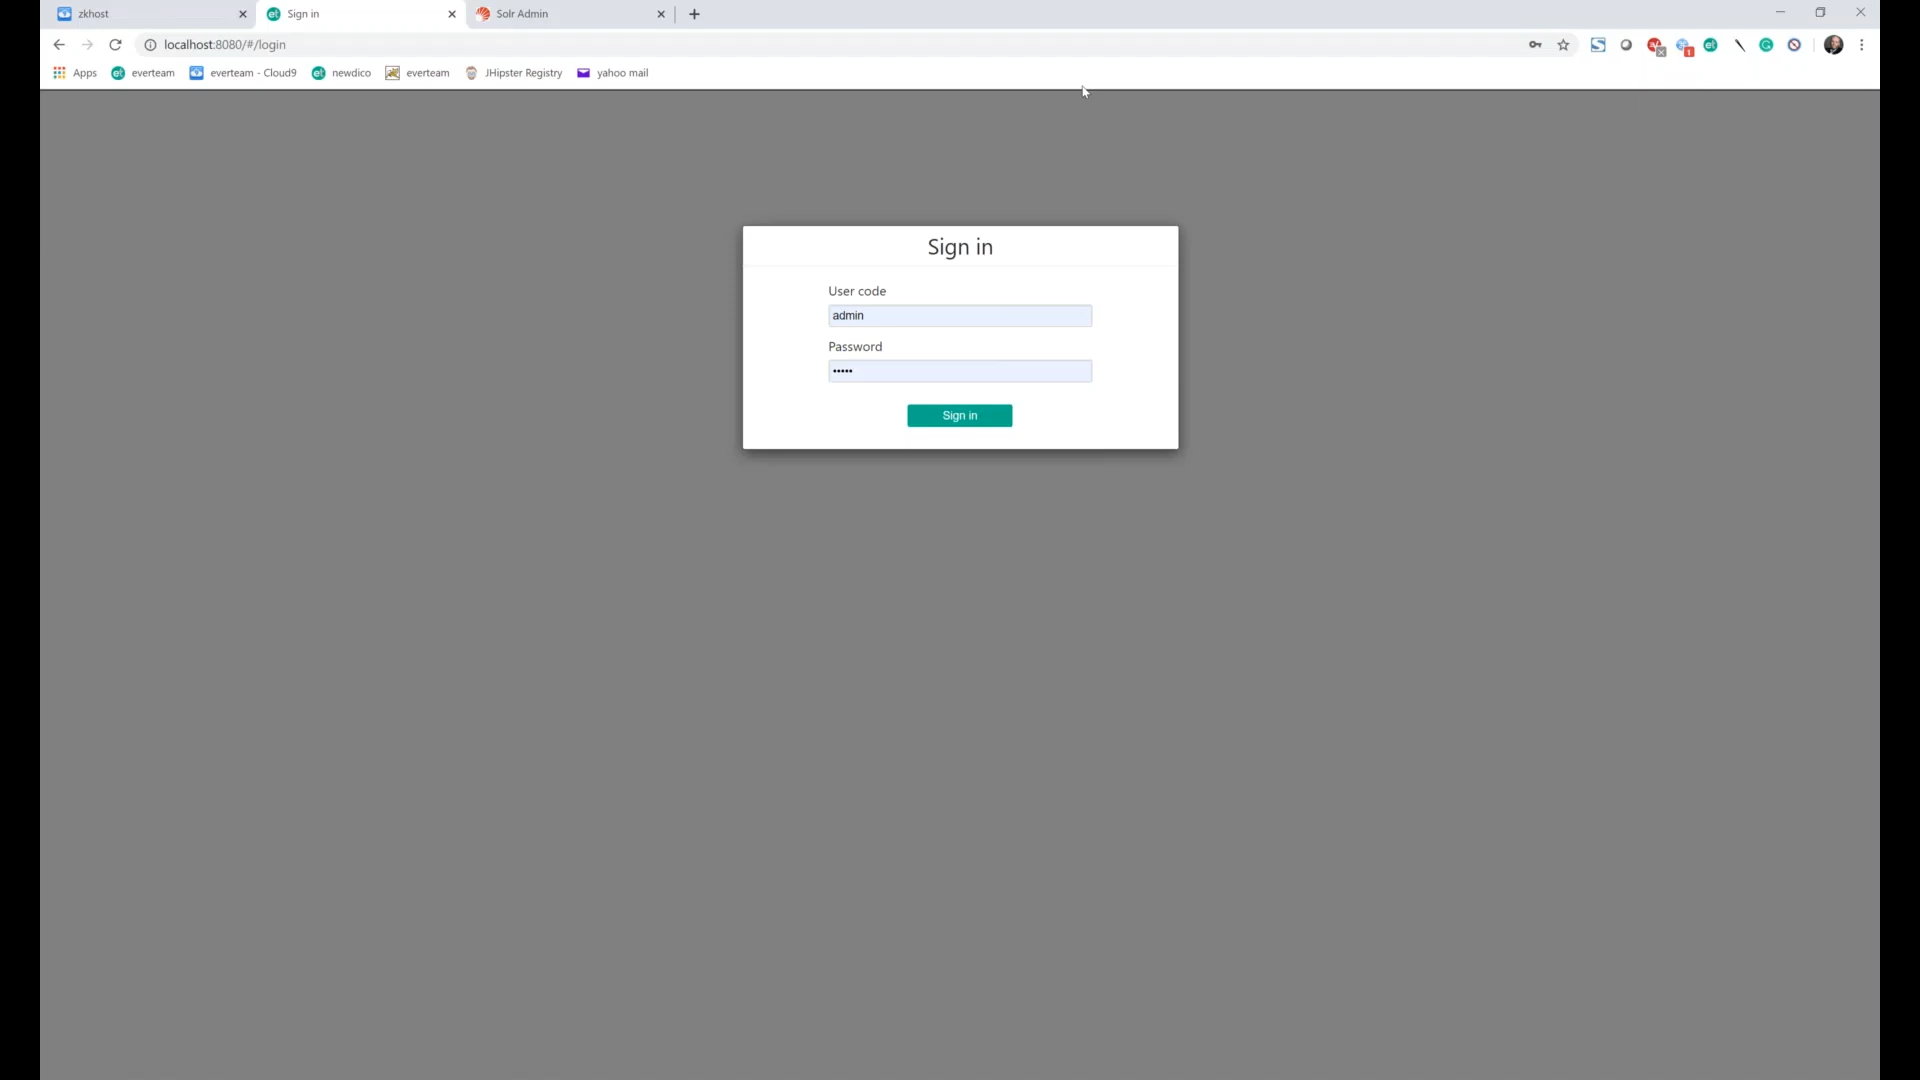 zkhost
Sign in
Solr Admin
localhost:8080/#/login
1
Apps
everteam
everteam - Cloud9
newdico
everteam
JHipster Registry
yahoo mail
Sign in
User code
admin
Password
•••••
Sign in